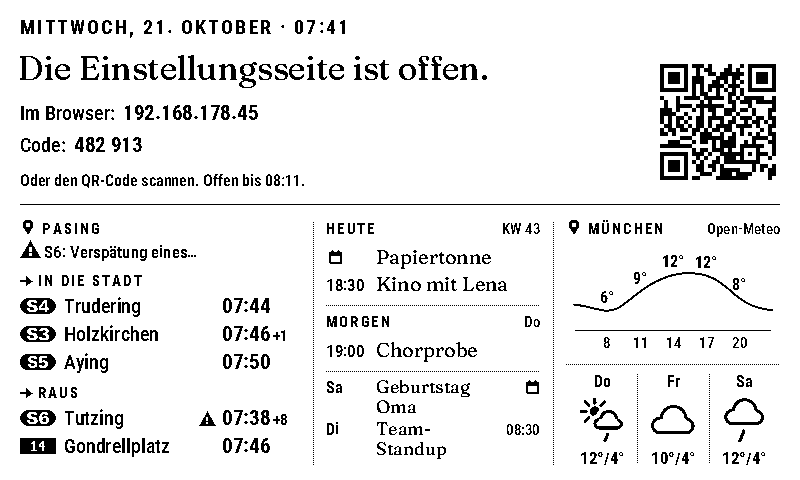 MITTWOCH, 21. OKTOBER · 07:41
Die Einstellungsseite ist offen.
Im Browser: 192.168.178.45
Code: 482 913
Oder den QR-Code scannen. Offen bis 08:11.
PASING
S6: Verspätung eines…
IN DIE STADT
S4 Trudering 07:44
S3 Holzkirchen 07:46 +1
S5 Aying 07:50
RAUS
S6 Tutzing 07:38 +8
14 Gondrellplatz 07:46
HEUTE KW 43
Papiertonne
18:30 Kino mit Lena
MORGEN Do
19:00 Chorprobe
Sa Geburtstag
Oma
Di Team- 08:30
Standup
MÜNCHEN Open-Meteo
6° 9° 12° 12° 8°
8 11 14 17 20
Do Fr Sa
12°/4° 10°/4° 12°/4°